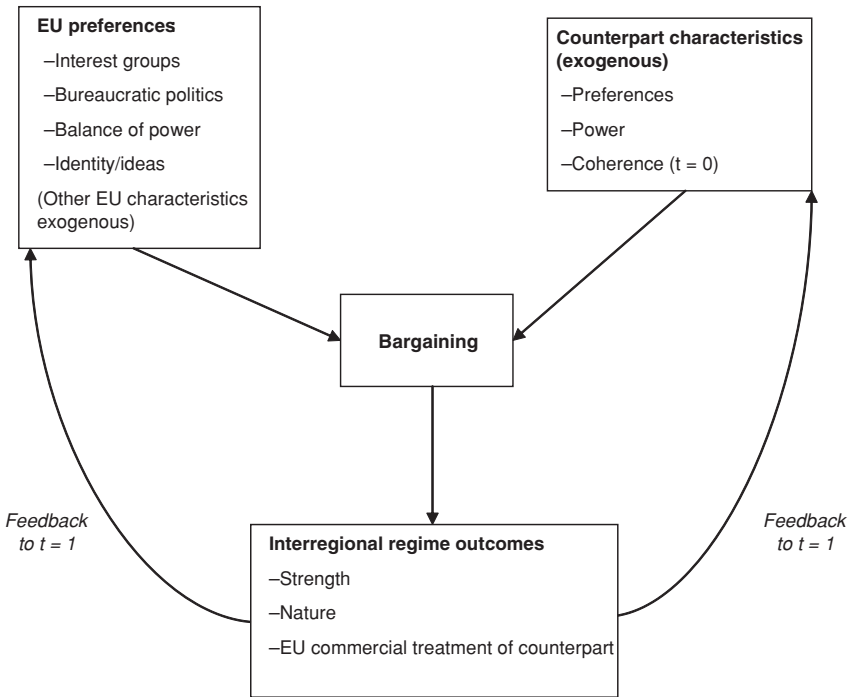 EU preferences
–Interest groups
–Bureaucratic politics
–Balance of power
–Identity/ideas
(Other EU characteristics
exogenous)
Counterpart characteristics
(exogenous)
–Preferences
–Power
–Coherence (t = 0)
Bargaining
Feedback
to t = 1
Interregional regime outcomes
–Strength
–Nature
–EU commercial treatment of counterpart
Feedback
to t = 1